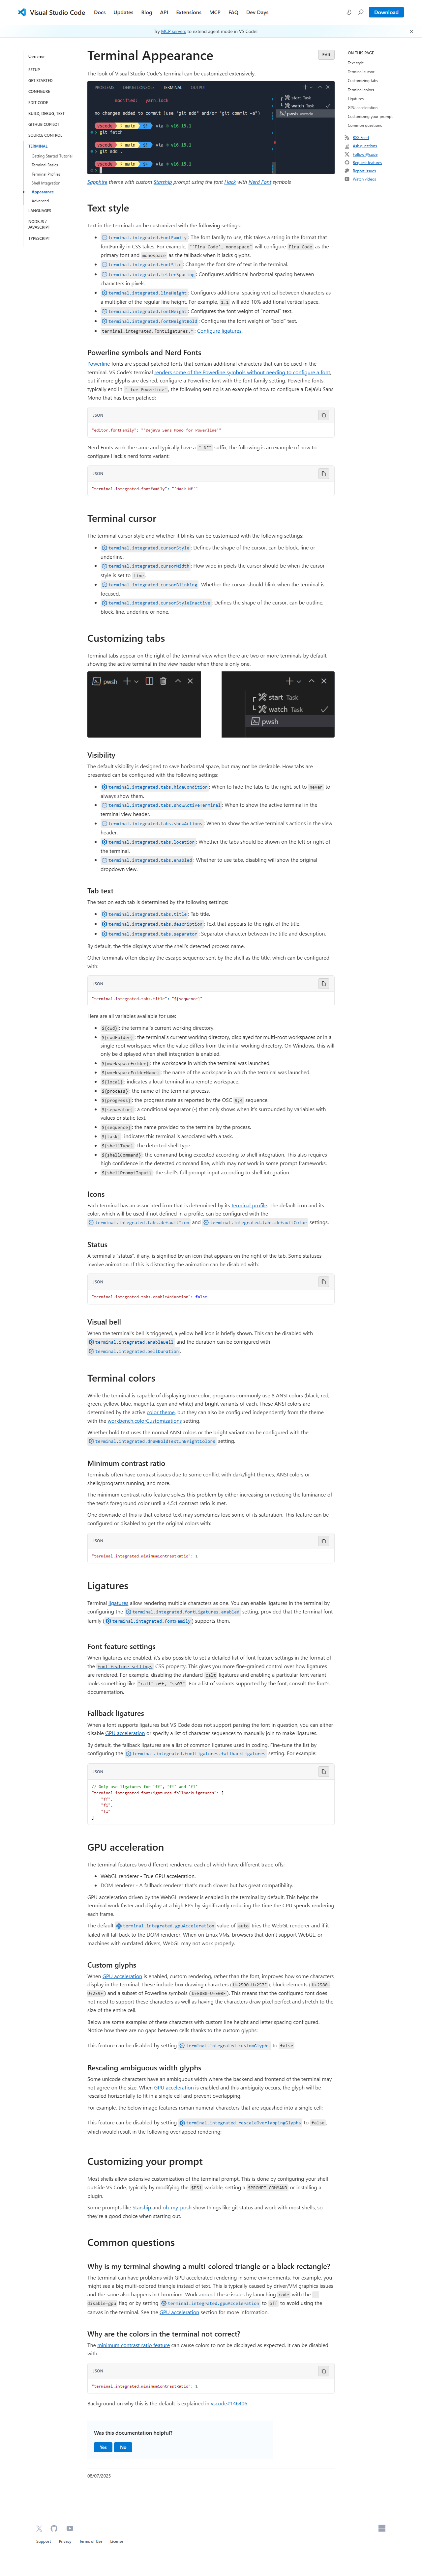 Visual Studio Code
Docs Updates Blog API Extensions MCP FAQ Dev Days
Download
Try MCP servers to extend agent mode in VS Code!
Overview
SETUP
GET STARTED
CONFIGURE
EDIT CODE
BUILD, DEBUG, TEST
GITHUB COPILOT
SOURCE CONTROL
TERMINAL
Getting Started Tutorial
Terminal Basics
Terminal Profiles
Shell Integration
Appearance
Advanced
LANGUAGES
NODE.JS /
JAVASCRIPT
TYPESCRIPT
ON THIS PAGE
Text style
Terminal cursor
Customizing tabs
Terminal colors
Ligatures
GPU acceleration
Customizing your prompt
Common questions
RSS Feed
Ask questions
Follow @code
Request features
Report issues
Watch videos
Terminal Appearance
Edit
The look of Visual Studio Code's terminal can be customized extensively.
PROBLEMS DEBUG CONSOLE TERMINAL OUTPUT
modified: yarn.lock
no changes added to commit (use "git add" and/or "git commit -a")
vscode main via v16.15.1
git fetch
vscode main via v16.15.1
git add .
vscode main via v16.15.1
start Task
watch Task
pwsh
Sapphire theme with custom Starship prompt using the Hack with Nerd Font symbols
Text style
Text in the terminal can be customized with the following settings:
terminal.integrated.fontFamily: The font family to use, this takes a string in the format that
fontFamily in CSS takes. For example, "'Fira Code', monospace" will configure Fira Code as the
primary font and monospace as the fallback when it lacks glyphs.
terminal.integrated.fontSize: Changes the font size of text in the terminal.
terminal.integrated.letterSpacing: Configures additional horizontal spacing between
characters in pixels.
terminal.integrated.lineHeight: Configures additional spacing vertical between characters as
a multiplier of the regular line height. For example, 1.1 will add 10% additional vertical space.
terminal.integrated.fontWeight: Configures the font weight of "normal" text.
terminal.integrated.fontWeightBold: Configures the font weight of "bold" text.
terminal.integrated.fontLigatures.*: Configure ligatures.
Powerline symbols and Nerd Fonts
Powerline fonts are special patched fonts that contain additional characters that can be used in the
terminal. VS Code's terminal renders some of the Powerline symbols without needing to configure a font,
but if more glyphs are desired, configure a Powerline font with the font family setting. Powerline fonts
typically end in " for Powerline", the following setting is an example of how to configure a DejaVu Sans
Mono that has been patched:
JSON
"editor.fontFamily": "'DejaVu Sans Mono for Powerline'"
Nerd Fonts work the same way and typically have a " NF" suffix, the following is an example of how to
configure Hack's nerd fonts variant:
JSON
"terminal.integrated.fontFamily": "'Hack NF'"
Terminal cursor
The terminal cursor style and whether it blinks can be customized with the following settings:
terminal.integrated.cursorStyle: Defines the shape of the cursor, can be block, line or
underline.
terminal.integrated.cursorWidth: How wide in pixels the cursor should be when the cursor
style is set to line.
terminal.integrated.cursorBlinking: Whether the cursor should blink when the terminal is
focused.
terminal.integrated.cursorStyleInactive: Defines the shape of the cursor, can be outline,
block, line, underline, or none.
Customizing tabs
Terminal tabs appear on the right of the terminal view when there are two or more terminals by default,
showing the active terminal in the view header when there is only one.
pwsh
start Task
watch Task
pwsh
Visibility
The default visibility is designed to save horizontal space, but may not be desirable. How tabs are
presented can be configured with the following settings:
terminal.integrated.tabs.hideCondition: When to hide the tabs to the right, set to never to
always show them.
terminal.integrated.tabs.showActiveTerminal: When to show the active terminal in the
terminal view header.
terminal.integrated.tabs.showActions: When to show the active terminal's actions in the view
header.
terminal.integrated.tabs.location: Whether the tabs should be shown on the left or right of
the terminal.
terminal.integrated.tabs.enabled: Whether to use tabs, disabling will show the original
dropdown view.
Tab text
The text on each tab is determined by the following settings:
terminal.integrated.tabs.title: Tab title.
terminal.integrated.tabs.description: Text that appears to the right of the title.
terminal.integrated.tabs.separator: Separator character between the title and description.
By default, the title displays what the shell's detected process name.
Other terminals often display the escape sequence sent by the shell as the title, which can be configured
with:
JSON
"terminal.integrated.tabs.title": "${sequence}"
Here are all variables available for use:
${cwd}: the terminal's current working directory.
${cwdFolder}: the terminal's current working directory, displayed for multi-root workspaces or in a
single root workspace when the value differs from the initial working directory. On Windows, this will
only be displayed when shell integration is enabled.
${workspaceFolder}: the workspace in which the terminal was launched.
${workspaceFolderName}: the name of the workspace in which the terminal was launched.
${local}: indicates a local terminal in a remote workspace.
${process}: the name of the terminal process.
${progress}: the progress state as reported by the OSC 9;4 sequence.
${separator}: a conditional separator (-) that only shows when it's surrounded by variables with
values or static text.
${sequence}: the name provided to the terminal by the process.
${task}: indicates this terminal is associated with a task.
${shellType}: the detected shell type.
${shellCommand}: the command being executed according to shell integration. This also requires
high confidence in the detected command line, which may not work in some prompt frameworks.
${shellPromptInput}: the shell's full prompt input according to shell integration.
Icons
Each terminal has an associated icon that is determined by its terminal profile. The default icon and its
color, which will be used if not defined in a profile, can be configured with the
terminal.integrated.tabs.defaultIcon and terminal.integrated.tabs.defaultColor settings.
Status
A terminal's "status", if any, is signified by an icon that appears on the right of the tab. Some statuses
involve animation. If this is distracting the animation can be disabled with:
JSON
"terminal.integrated.tabs.enableAnimation": false
Visual bell
When the terminal's bell is triggered, a yellow bell icon is briefly shown. This can be disabled with
terminal.integrated.enableBell and the duration can be configured with
terminal.integrated.bellDuration.
Terminal colors
While the terminal is capable of displaying true color, programs commonly use 8 ANSI colors (black, red,
green, yellow, blue, magenta, cyan and white) and bright variants of each. These ANSI colors are
determined by the active color theme, but they can also be configured independently from the theme
with the workbench.colorCustomizations setting.
Whether bold text uses the normal ANSI colors or the bright variant can be configured with the
terminal.integrated.drawBoldTextInBrightColors setting.
Minimum contrast ratio
Terminals often have contrast issues due to some conflict with dark/light themes, ANSI colors or
shells/programs running, and more.
The minimum contrast ratio feature solves this problem by either increasing or reducing the luminance of
the text's foreground color until a 4.5:1 contrast ratio is met.
One downside of this is that colored text may sometimes lose some of its saturation. This feature can be
configured or disabled to get the original colors with:
JSON
"terminal.integrated.minimumContrastRatio": 1
Ligatures
Terminal ligatures allow rendering multiple characters as one. You can enable ligatures in the terminal by
configuring the terminal.integrated.fontLigatures.enabled setting, provided that the terminal font
family (terminal.integrated.fontFamily) supports them.
Font feature settings
When ligatures are enabled, it's also possible to set a detailed list of font feature settings in the format of
the font-feature-settings CSS property. This gives you more fine-grained control over how ligatures
are rendered. For example, disabling the standard calt ligatures and enabling a particular font variant
looks something like "calt" off, "ss03". For a list of variants supported by the font, consult the font's
documentation.
Fallback ligatures
When a font supports ligatures but VS Code does not support parsing the font in question, you can either
disable GPU acceleration or specify a list of character sequences to manually join to make ligatures.
By default, the fallback ligatures are a list of common ligatures used in coding. Fine-tune the list by
configuring the terminal.integrated.fontLigatures.fallbackLigatures setting. For example:
JSON
// Only use ligatures for `ff`, `fi` and `fl`
"terminal.integrated.fontLigatures.fallbackLigatures": [
"ff",
"fi",
"fl"
]
GPU acceleration
The terminal features two different renderers, each of which have different trade offs:
WebGL renderer - True GPU acceleration.
DOM renderer - A fallback renderer that's much slower but has great compatibility.
GPU acceleration driven by the WebGL renderer is enabled in the terminal by default. This helps the
terminal work faster and display at a high FPS by significantly reducing the time the CPU spends rendering
each frame.
The default terminal.integrated.gpuAcceleration value of auto tries the WebGL renderer and if it
failed will fall back to the DOM renderer. When on Linux VMs, browsers that don't support WebGL, or
machines with outdated drivers, WebGL may not work properly.
Custom glyphs
When GPU acceleration is enabled, custom rendering, rather than the font, improves how some characters
display in the terminal. These include box drawing characters (U+2500-U+257F), block elements (U+2580-
U+259F) and a subset of Powerline symbols (U+E0B0-U+E0BF). This means that the configured font does
not need to support these characters as well as having the characters draw pixel perfect and stretch to the
size of the entire cell.
Below are some examples of these characters with custom line height and letter spacing configured.
Notice how there are no gaps between cells thanks to the custom glyphs:
This feature can be disabled by setting terminal.integrated.customGlyphs to false.
Rescaling ambiguous width glyphs
Some unicode characters have an ambiguous width where the backend and frontend of the terminal may
not agree on the size. When GPU acceleration is enabled and this ambiguity occurs, the glyph will be
rescaled horizontally to fit in a single cell and prevent overlapping.
For example, the below image features roman numeral characters that are squashed into a single cell:
This feature can be disabled by setting terminal.integrated.rescaleOverlappingGlyphs to false,
which would result in the following overlapped rendering:
Customizing your prompt
Most shells allow extensive customization of the terminal prompt. This is done by configuring your shell
outside of VS Code, typically by modifying the $PS1 variable, setting a $PROMPT_COMMAND or installing a
plugin.
Some prompts like Starship and oh-my-posh show things like git status and work with most shells, so
they're a good choice when starting out.
Common questions
Why is my terminal showing a multi-colored triangle or a black rectangle?
The terminal can have problems with GPU accelerated rendering in some environments. For example, you
might see a big multi-colored triangle instead of text. This is typically caused by driver/VM graphics issues
and the same also happens in Chromium. Work around these issues by launching code with the --
disable-gpu flag or by setting terminal.integrated.gpuAcceleration to off to avoid using the
canvas in the terminal. See the GPU acceleration section for more information.
Why are the colors in the terminal not correct?
The minimum contrast ratio feature can cause colors to not be displayed as expected. It can be disabled
with:
JSON
"terminal.integrated.minimumContrastRatio": 1
Background on why this is the default is explained in vscode#146406.
Was this documentation helpful?
Yes No
08/07/2025
Support Privacy Terms of Use License